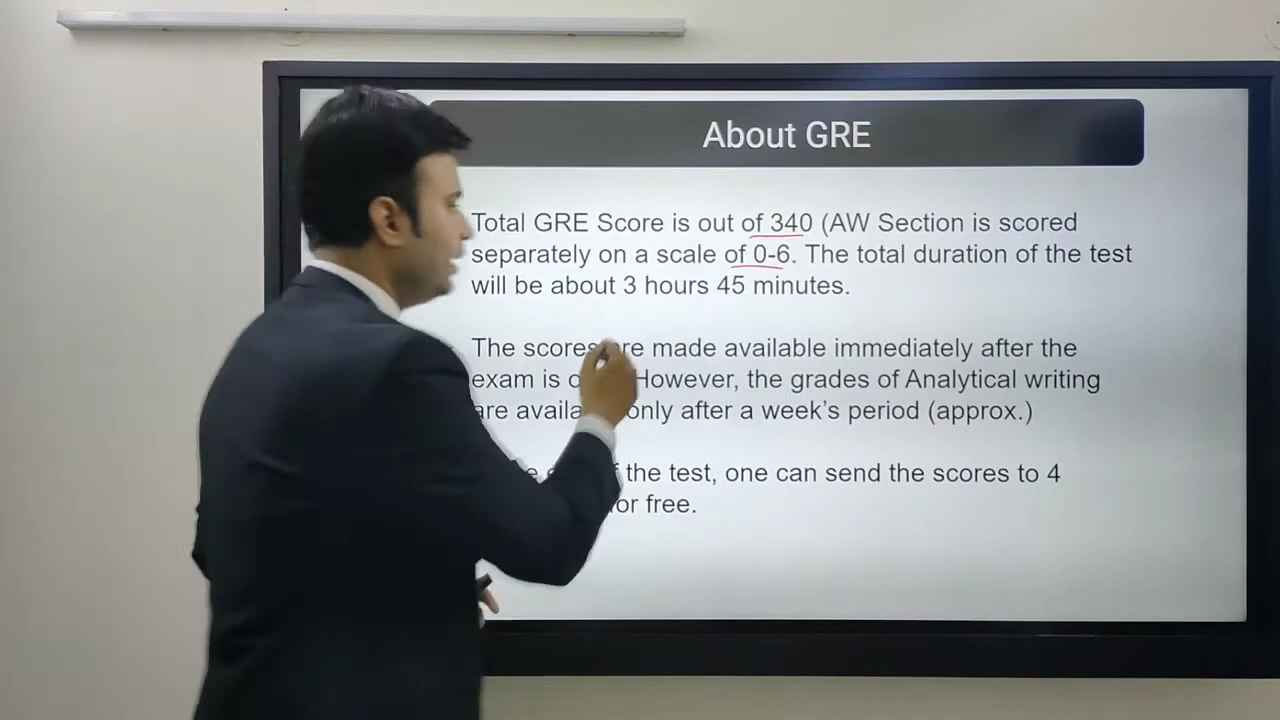 About GRE
Total GRE Score is out of 340 (AW Section is scored
separately on a scale of 0-6. The total duration of the test
will be about 3 hours 45 minutes.
The scores are made available immediately after the
exam is However, the grades of Analytical writing
are only after a week's period (approx.)
the test, one can send the scores to 4
for free.